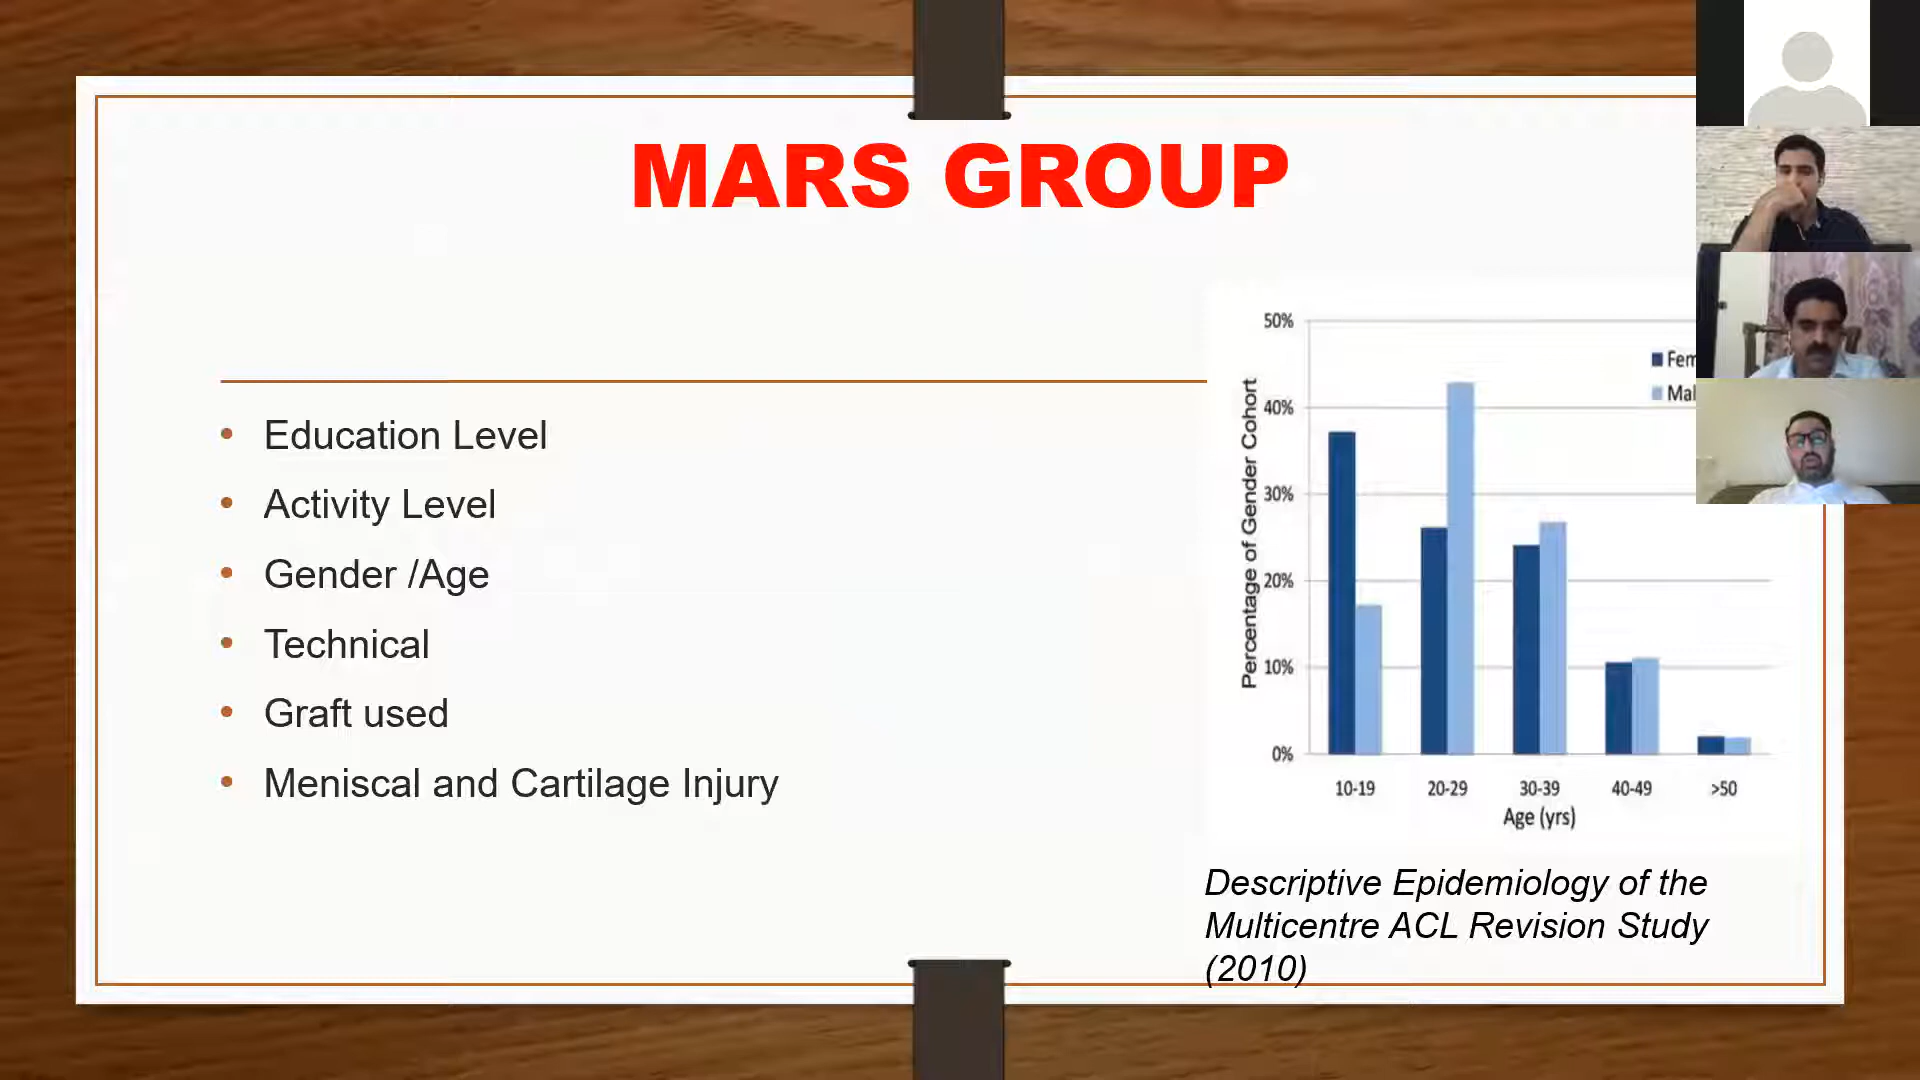 MARS GROUP
• Education Level
• Activity Level
• Gender /Age
• Technical
• Graft used
• Meniscal and Cartilage Injury
50%
40%
30%
20%
10%
0%
Percentage of Gender Cohort
10-19 20-29 30-39 40-49 >50
Age (yrs)
Descriptive Epidemiology of the
Multicentre ACL Revision Study
(2010)